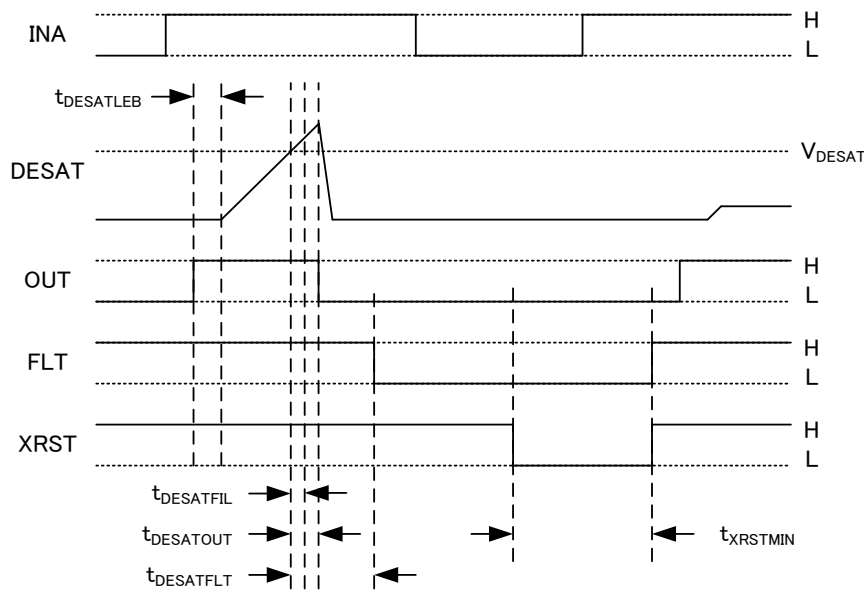 INA
H
L
tDESATLEB
VDESAT
DESAT
OUT
H
L
FLT
H
L
XRST
H
L
tDESATFIL
tDESATOUT
tXRSTMIN
tDESATFLT